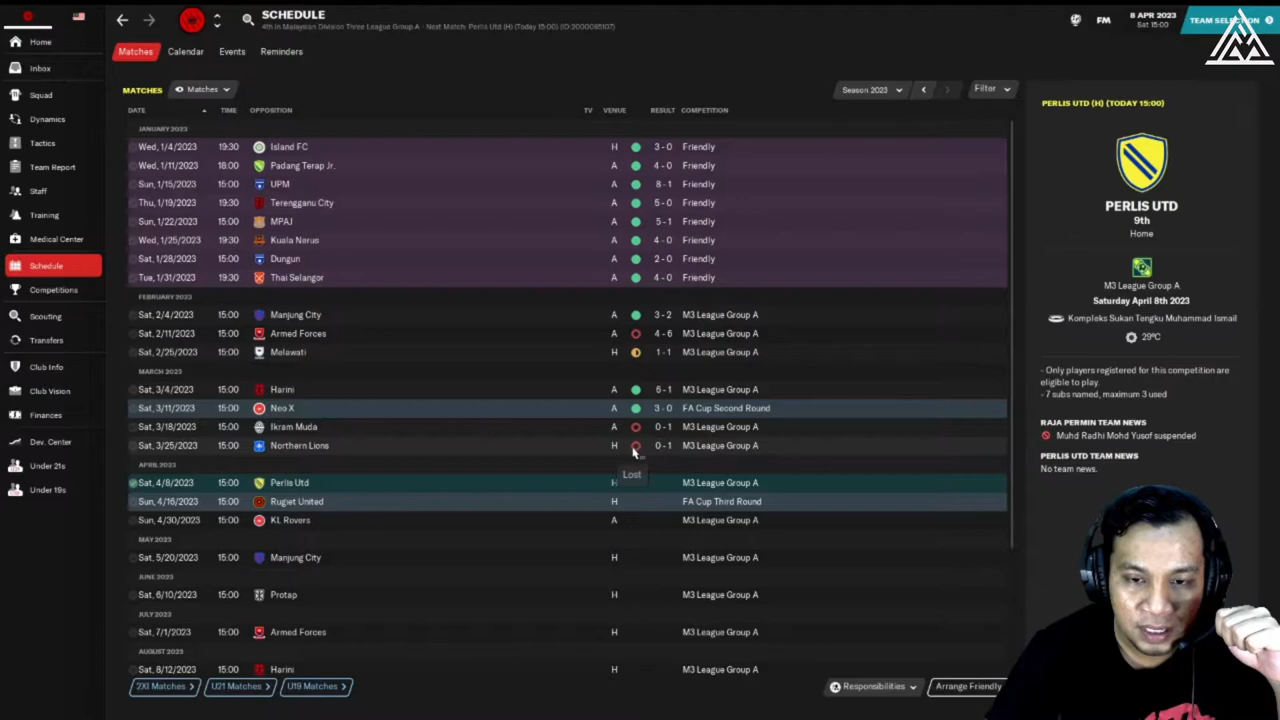 SCHEDULE
4th in Malaysian Division Three League Group A - Next Match: Perlis Utd (H) (Today 15:00) (ID:2000085107)
FM
8 APR 2023
Sat 15:00
TEAM SELECTION
Home
Inbox
Squad
Dynamics
Tactics
Team Report
Staff
Training
Medical Center
Schedule
Competitions
Scouting
Transfers
Club Info
Club Vision
Finances
Dev. Center
Under 21s
Under 19s
Matches Calendar Events Reminders
MATCHES Matches Season 2023 Filter
DATE TIME OPPOSITION TV VENUE RESULT COMPETITION
JANUARY 2023
Wed, 1/4/2023 19:30 Island FC H 3 - 0 Friendly
Wed, 1/11/2023 18:00 Padang Terap Jr. A 4 - 0 Friendly
Sun, 1/15/2023 15:00 UPM A 8 - 1 Friendly
Thu, 1/19/2023 19:30 Terengganu City A 5 - 0 Friendly
Sun, 1/22/2023 15:00 MPAJ A 5 - 1 Friendly
Wed, 1/25/2023 19:30 Kuala Nerus A 4 - 0 Friendly
Sat, 1/28/2023 15:00 Dungun A 2 - 0 Friendly
Tue, 1/31/2023 19:30 Thai Selangor A 4 - 0 Friendly
FEBRUARY 2023
Sat, 2/4/2023 15:00 Manjung City A 3 - 2 M3 League Group A
Sat, 2/11/2023 15:00 Armed Forces A 4 - 6 M3 League Group A
Sat, 2/25/2023 15:00 Melawati H 1 - 1 M3 League Group A
MARCH 2023
Sat, 3/4/2023 15:00 Harini A 6 - 1 M3 League Group A
Sat, 3/11/2023 15:00 Neo X A 3 - 0 FA Cup Second Round
Sat, 3/18/2023 15:00 Ikram Muda A 0 - 1 M3 League Group A
Sat, 3/25/2023 15:00 Northern Lions H 0 - 1 M3 League Group A
Lost
APRIL 2023
Sat, 4/8/2023 15:00 Perlis Utd H M3 League Group A
Sun, 4/16/2023 15:00 Rugiet United H FA Cup Third Round
Sun, 4/30/2023 15:00 KL Rovers A M3 League Group A
MAY 2023
Sat, 5/20/2023 15:00 Manjung City H M3 League Group A
JUNE 2023
Sat, 6/10/2023 15:00 Protap H M3 League Group A
JULY 2023
Sat, 7/1/2023 15:00 Armed Forces H M3 League Group A
AUGUST 2023
Sat, 8/12/2023 15:00 Harini H M3 League Group A
2XI Matches U21 Matches U19 Matches Responsibilities Arrange Friendly
PERLIS UTD (H) (TODAY 15:00)
PERLIS UTD
9th
Home
M3 League Group A
Saturday April 8th 2023
Kompleks Sukan Tengku Muhammad Ismail
29°C
- Only players registered for this competition are
eligible to play.
- 7 subs named, maximum 3 used
RAJA PERMIN TEAM NEWS
Muhd Radhi Mohd Yusof suspended
PERLIS UTD TEAM NEWS
No team news.